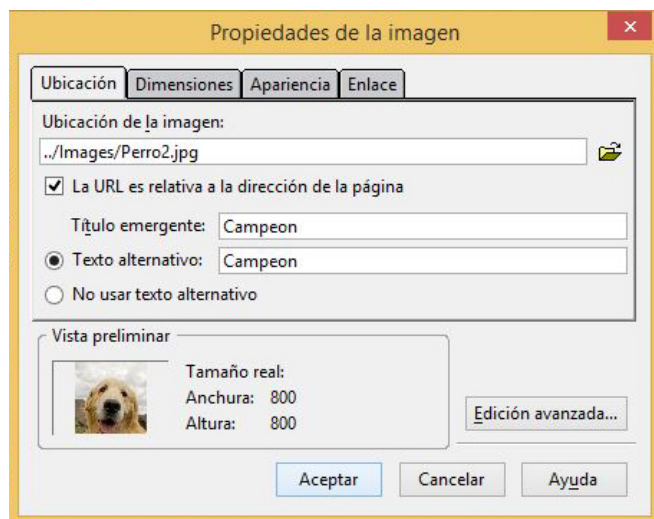 Propiedades de la imagen
Ubicación Dimensiones Apariencia Enlace
Ubicación de la imagen:
../Images/Perro2.jpg
La URL es relativa a la dirección de la página
Título emergente: Campeon
Texto alternativo: Campeon
No usar texto alternativo
Vista preliminar
Tamaño real:
Anchura: 800
Altura: 800
Edición avanzada...
Aceptar Cancelar Ayuda